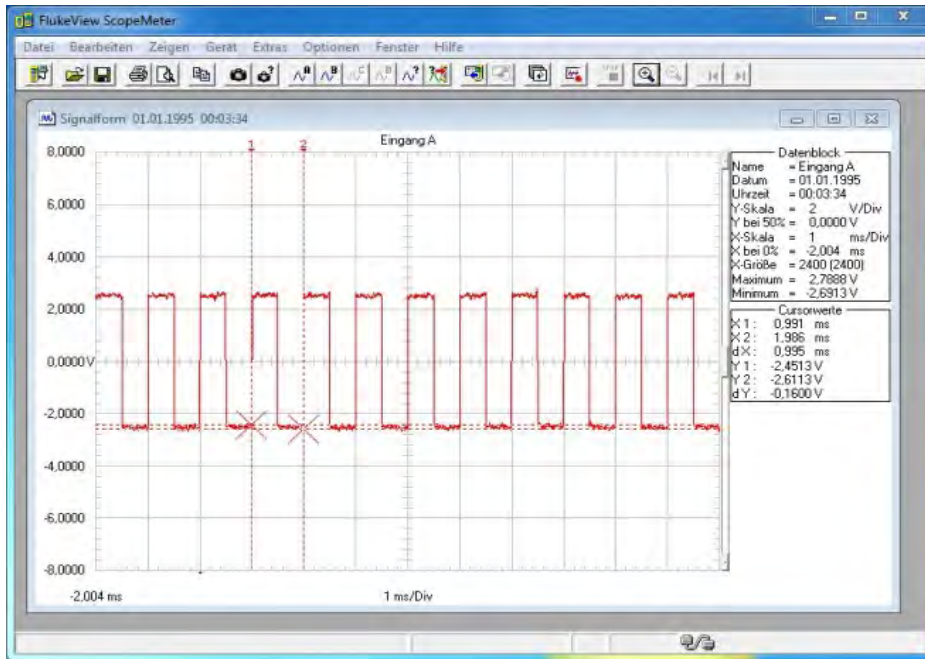 FlukeView ScopeMeter
Datei Bearbeiten Zeigen Gerät Extras Optionen Fenster Hilfe
Signalform 01.01.1995 00:03:34
Eingang A
1 2
8,0000
6,0000
4,0000
2,0000
0,0000V
-2,0000
-4,0000
-6,0000
-8,0000
-2,004 ms
1 ms/Div
Datenblock
Name = Eingang A
Datum = 01.01.1995
Uhrzeit = 00:03:34
Y-Skala = 2 V/Div
Y bei 50% = 0,0000 V
X-Skala = 1 ms/Div
X bei 0% = -2,004 ms
X-Größe = 2400 (2400)
Maximum = 2,7888 V
Minimum = -2,6913 V
Cursorwerte
X 1 : 0,991 ms
X 2 : 1,986 ms
dX : 0,995 ms
Y 1 : -2,4513 V
Y 2 : -2,6113 V
dY : -0,1600 V